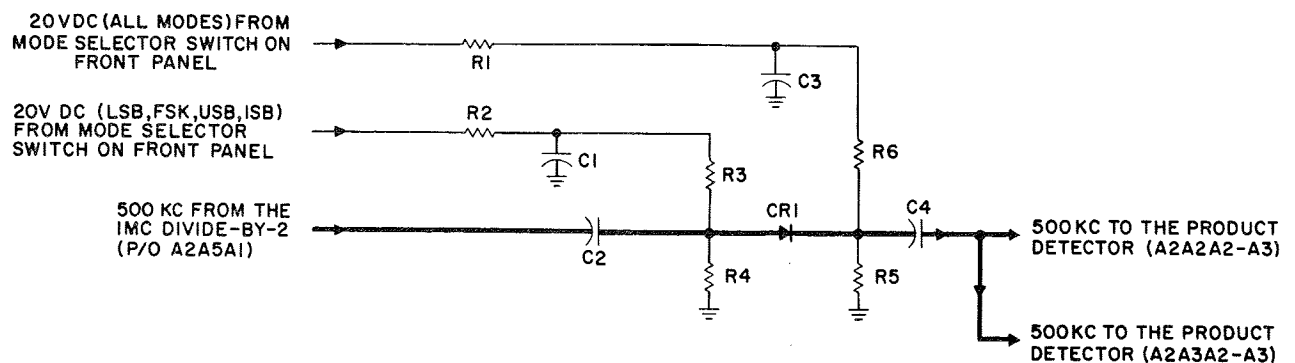 20VDC (ALL MODES) FROM
MODE SELECTOR SWITCH ON
FRONT PANEL
R1
C3
20V DC (LSB,FSK,USB,ISB)
FROM MODE SELECTOR
SWITCH ON FRONT PANEL
R2
C1
R3
R6
500 KC FROM THE
IMC DIVIDE-BY-2
(P/O A2A5A1)
C2
CR1
C4
R4
R5
500KC TO THE PRODUCT
DETECTOR (A2A2A2-A3)
500KC TO THE PRODUCT
DETECTOR (A2A3A2-A3)